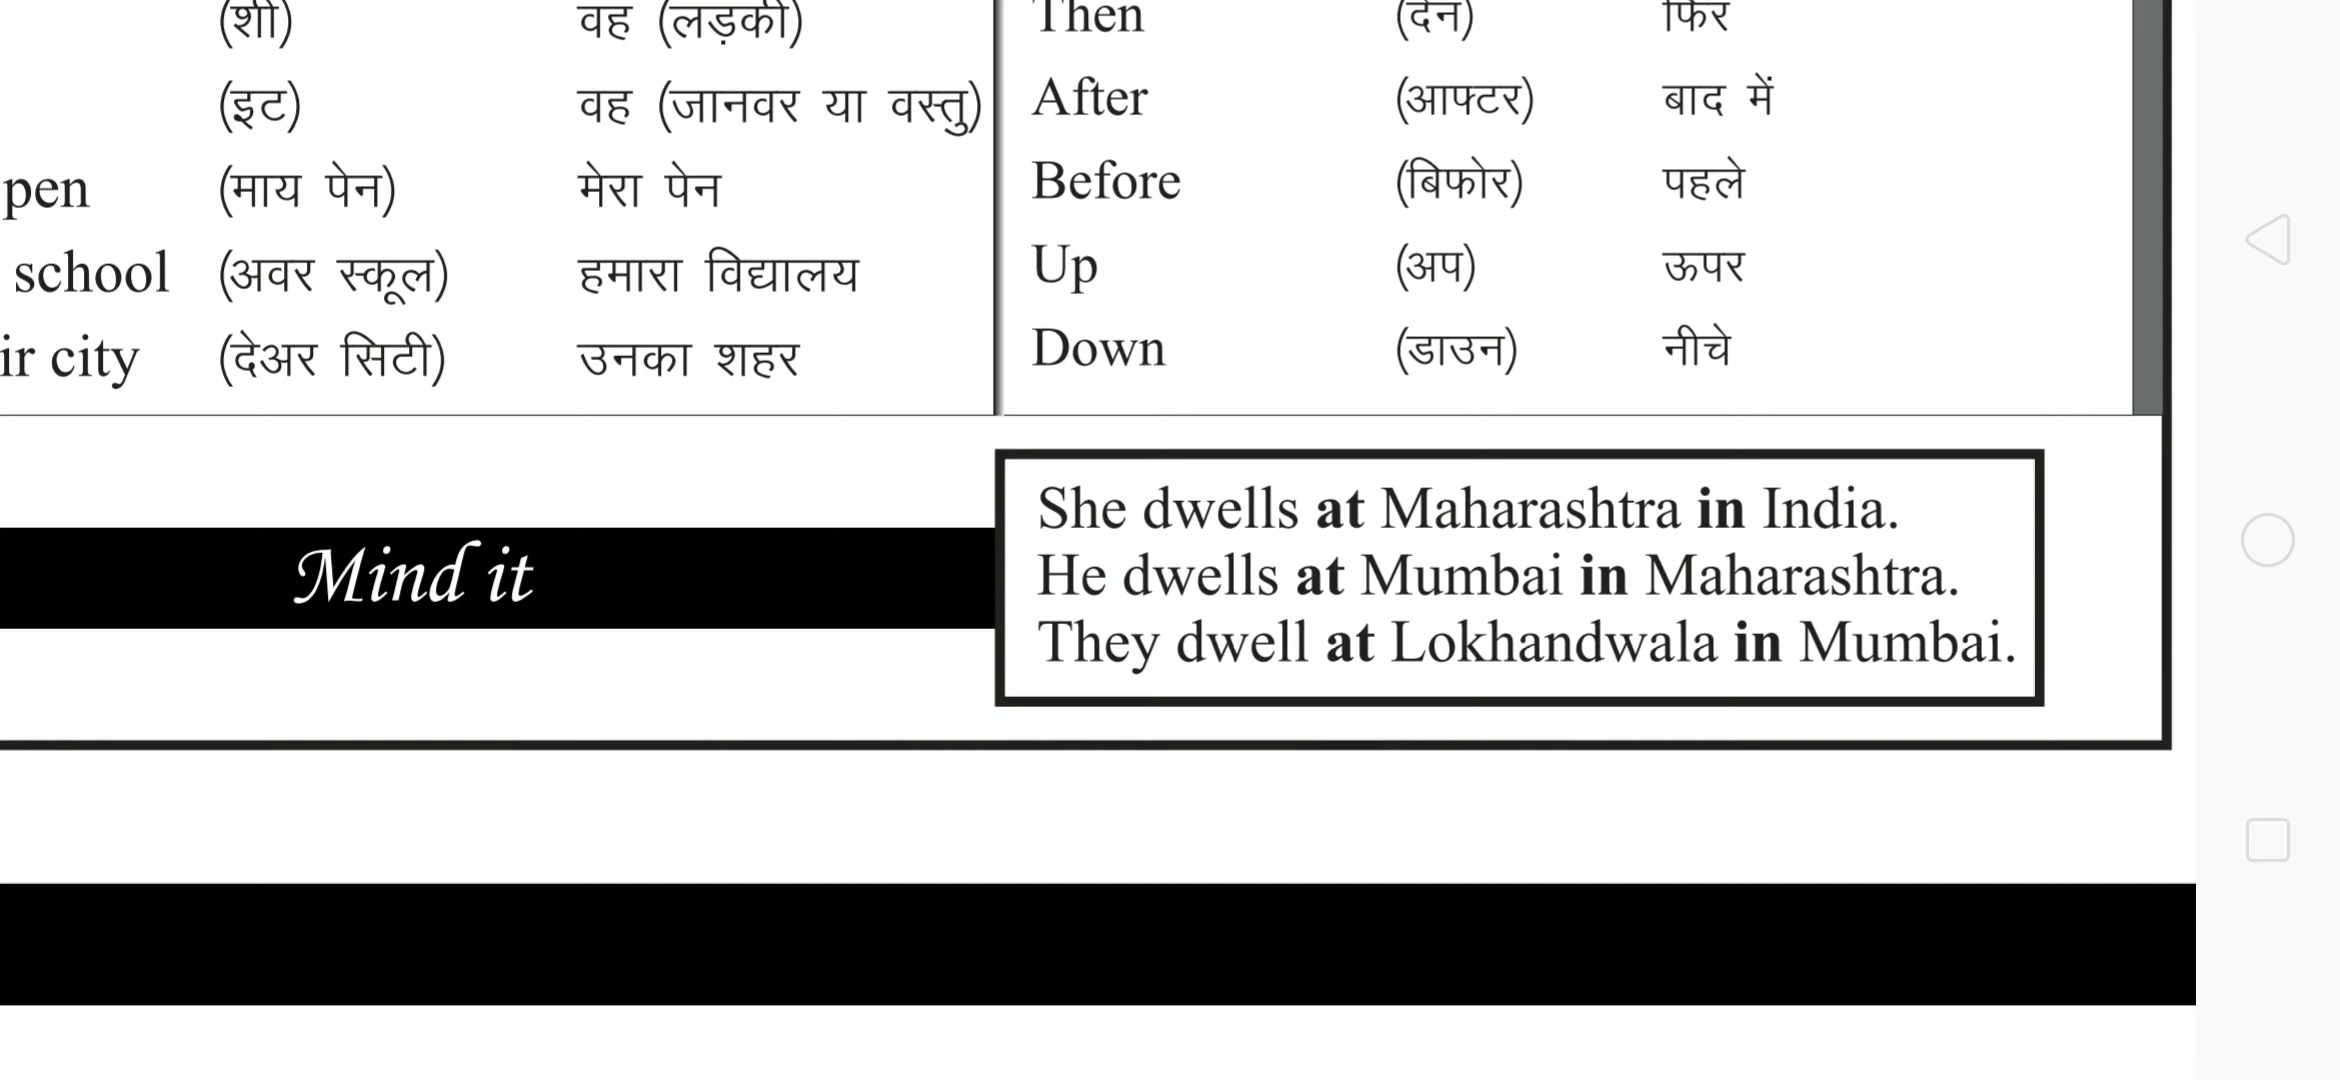 (शी) वह (लड़की)
(इट) वह (जानवर या वस्तु)
pen (माय पेन) मेरा पेन
school (अवर स्कूल) हमारा विद्यालय
ir city (देअर सिटी) उनका शहर
Then (देन) फिर
After (आफ्टर) बाद में
Before (बिफोर) पहले
Up (अप) ऊपर
Down (डाउन) नीचे
Mind it
She dwells at Maharashtra in India.
He dwells at Mumbai in Maharashtra.
They dwell at Lokhandwala in Mumbai.